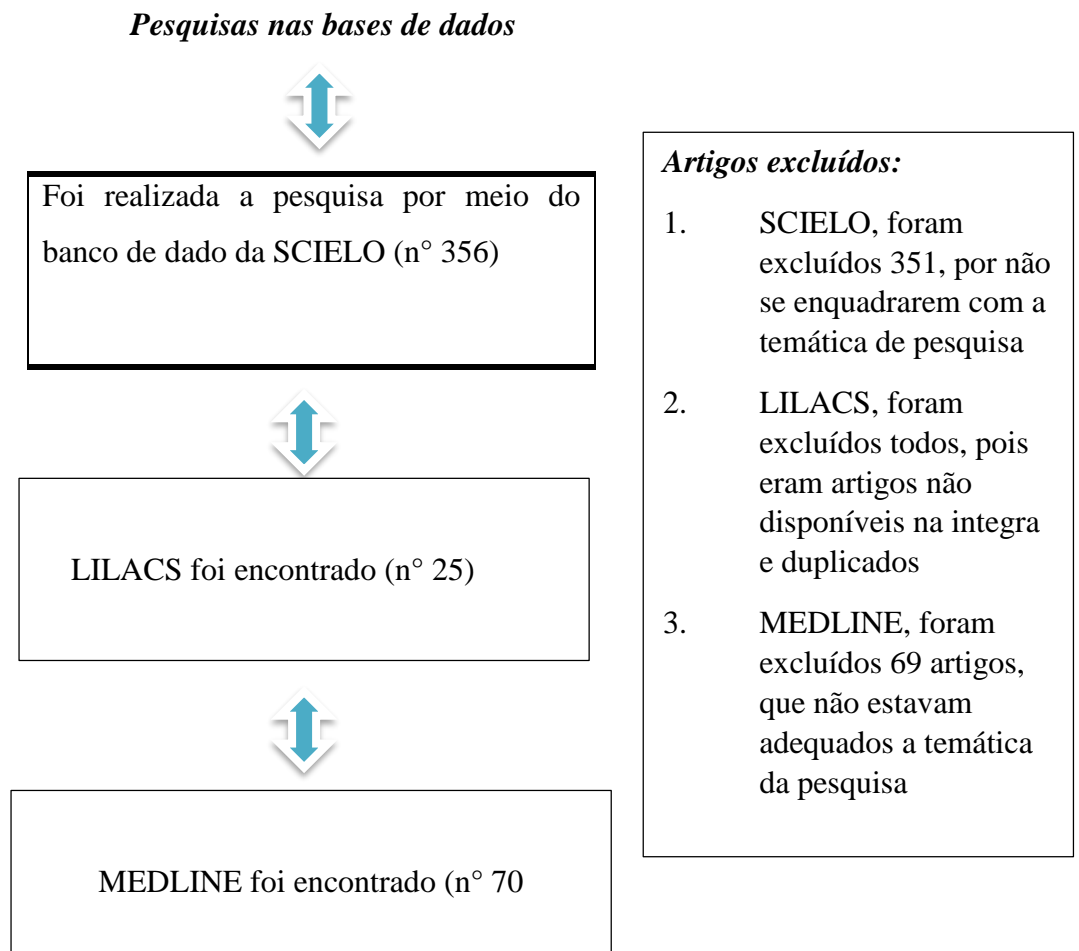 Pesquisas nas bases de dados
Foi realizada a pesquisa por meio do
banco de dado da SCIELO (n° 356)
LILACS foi encontrado (n° 25)
MEDLINE foi encontrado (n° 70
Artigos excluídos:
1. SCIELO, foram
excluídos 351, por não
se enquadrarem com a
temática de pesquisa
2. LILACS, foram
excluídos todos, pois
eram artigos não
disponíveis na integra
e duplicados
3. MEDLINE, foram
excluídos 69 artigos,
que não estavam
adequados a temática
da pesquisa